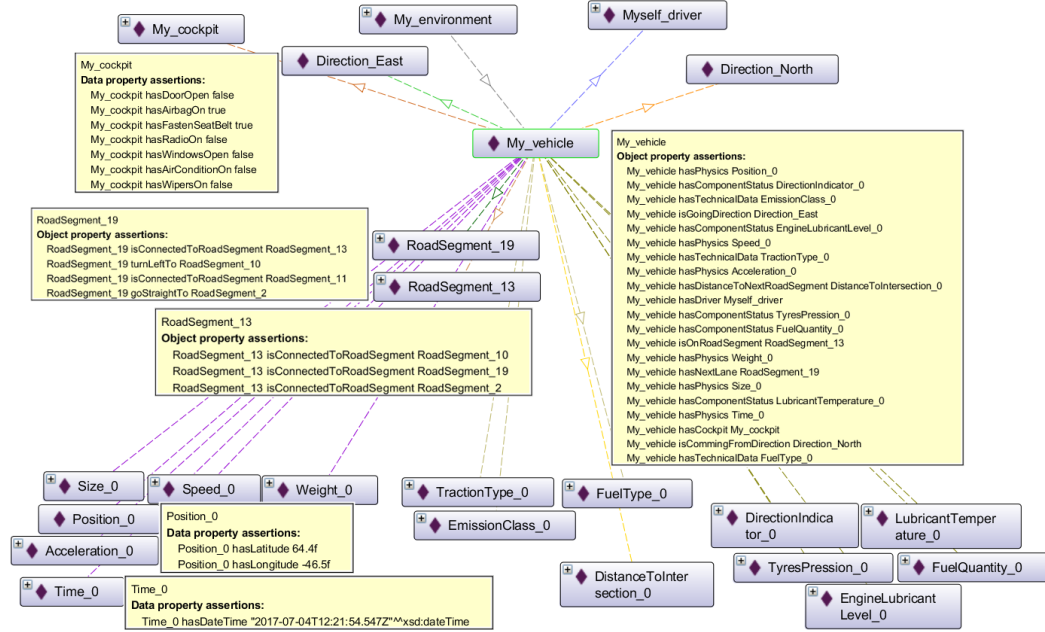 My_cockpit
My_environment
Myself_driver
Direction_East
Direction_North
My_cockpit
Data property assertions:
My_cockpit hasDoorOpen false
My_cockpit hasAirbagOn true
My_cockpit hasFastenSeatBelt true
My_cockpit hasRadioOn false
My_cockpit hasWindowsOpen false
My_cockpit hasAirConditionOn false
My_cockpit hasWipersOn false
My_vehicle
My_vehicle
Object property assertions:
My_vehicle hasPhysics Position_0
My_vehicle hasComponentStatus DirectionIndicator_0
My_vehicle hasTechnicalData EmissionClass_0
My_vehicle isGoingDirection Direction_East
My_vehicle hasComponentStatus EngineLubricantLevel_0
My_vehicle hasPhysics Speed_0
My_vehicle hasTechnicalData TractionType_0
My_vehicle hasPhysics Acceleration_0
My_vehicle hasDistanceToNextRoadSegment DistanceToIntersection_0
My_vehicle hasDriver Myself_driver
My_vehicle hasComponentStatus TyresPression_0
My_vehicle hasComponentStatus FuelQuantity_0
My_vehicle isOnRoadSegment RoadSegment_13
My_vehicle hasPhysics Weight_0
My_vehicle hasNextLane RoadSegment_19
My_vehicle hasPhysics Size_0
My_vehicle hasComponentStatus LubricantTemperature_0
My_vehicle hasPhysics Time_0
My_vehicle hasCockpit My_cockpit
My_vehicle isCommingFromDirection Direction_North
My_vehicle hasTechnicalData FuelType_0
RoadSegment_19
Object property assertions:
RoadSegment_19 isConnectedToRoadSegment RoadSegment_13
RoadSegment_19 turnLeftTo RoadSegment_10
RoadSegment_19 isConnectedToRoadSegment RoadSegment_11
RoadSegment_19 goStraightTo RoadSegment_2
RoadSegment_19
RoadSegment_13
RoadSegment_13
Object property assertions:
RoadSegment_13 isConnectedToRoadSegment RoadSegment_10
RoadSegment_13 isConnectedToRoadSegment RoadSegment_19
RoadSegment_13 isConnectedToRoadSegment RoadSegment_2
Size_0
Speed_0
Weight_0
TractionType_0
FuelType_0
Position_0
EmissionClass_0
DirectionIndica
tor_0
LubricantTemper
ature_0
Acceleration_0
Position_0
Data property assertions:
Position_0 hasLatitude 64.4f
Position_0 hasLongitude -46.5f
TyresPression_0
FuelQuantity_0
Time_0
Time_0
Data property assertions:
Time_0 hasDateTime "2017-07-04T12:21:54.547Z"^^xsd:dateTime
DistanceToInter
section_0
EngineLubricant
Level_0